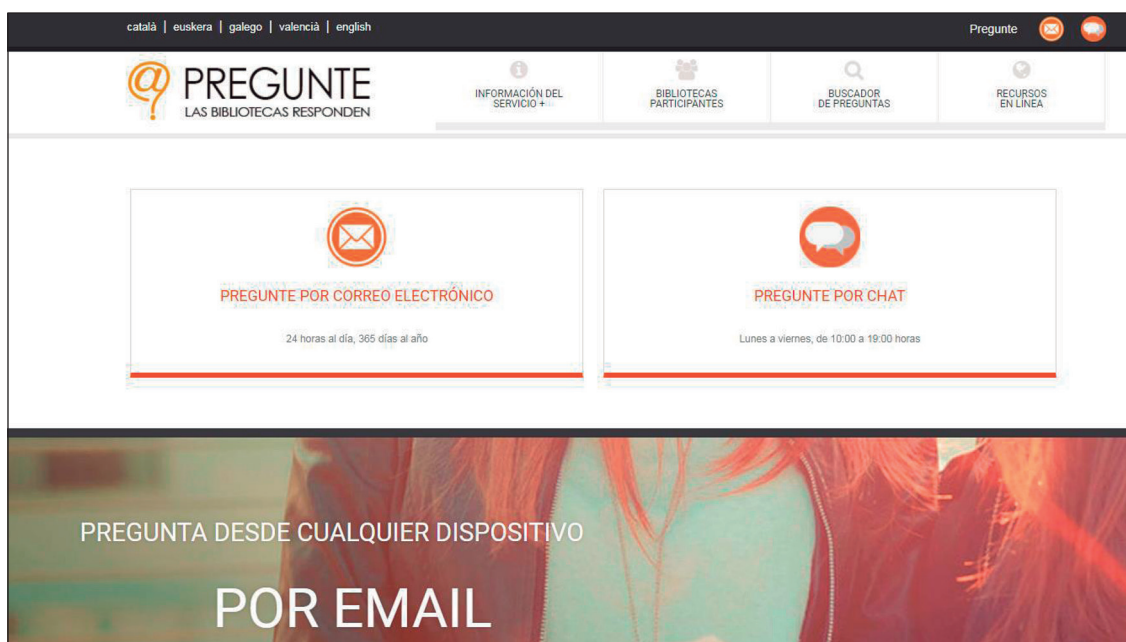 català | euskera | galego | valencià | english
Pregunte
PREGUNTE
LAS BIBLIOTECAS RESPONDEN
INFORMACIÓN DEL
SERVICIO +
BIBLIOTECAS
PARTICIPANTES
BUSCADOR
DE PREGUNTAS
RECURSOS
EN LÍNEA
PREGUNTE POR CORREO ELECTRÓNICO
24 horas al día, 365 días al año
PREGUNTE POR CHAT
Lunes a viernes, de 10:00 a 19:00 horas
PREGUNTA DESDE CUALQUIER DISPOSITIVO
POR EMAIL